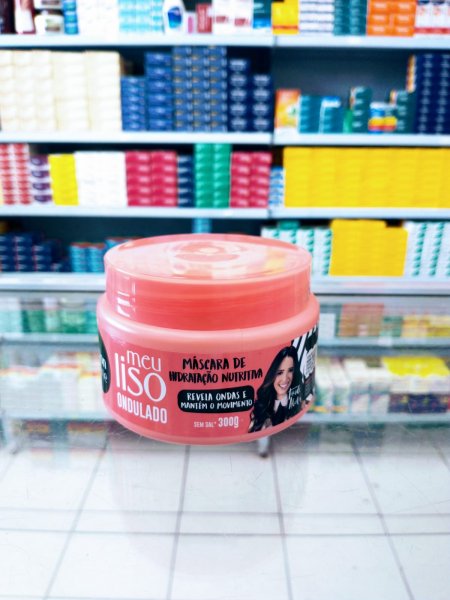 meu
liso
ONDULADO
MÁSCARA DE
HIDRATAÇÃO NUTRITIVA
REVELA ONDAS E
MANTÉM O MOVIMENTO
SEM SAL* 300g